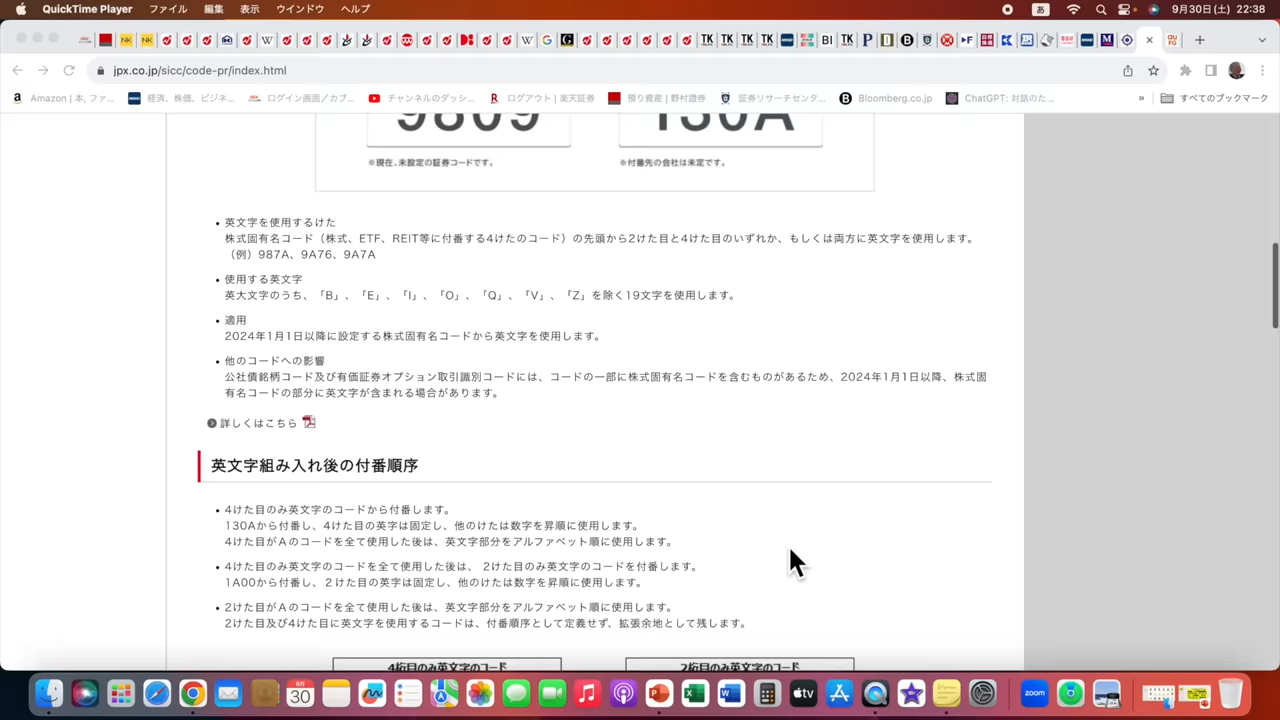 QuickTime Player ファイル 編集 表示 ウインドウ ヘルプ
あ 9月30日(土) 22:38
jpx.co.jp/sicc/code-pr/index.html
Amazon | 本, ファ... 経済、株価、ビジネ... ログイン画面／カブ... チャンネルのダッシ... ログアウト | 楽天証券 預り資産 | 野村證券 証券リサーチセンタ... Bloomberg.co.jp ChatGPT: 対話のた... » すべてのブックマーク
9809 130A
※現在、未設定の証券コードです。 ※付番先の会社は未定です。
• 英文字を使用するけた
株式固有名コード（株式、ETF、REIT等に付番する4けたのコード）の先頭から2けた目と4けた目のいずれか、もしくは両方に英文字を使用します。
（例）987A、9A76、9A7A
• 使用する英文字
英大文字のうち、「B」、「E」、「I」、「O」、「Q」、「V」、「Z」を除く19文字を使用します。
• 適用
2024年1月1日以降に設定する株式固有名コードから英文字を使用します。
• 他のコードへの影響
公社債銘柄コード及び有価証券オプション取引識別コードには、コードの一部に株式固有名コードを含むものがあるため、2024年1月1日以降、株式固
有名コードの部分に英文字が含まれる場合があります。
詳しくはこちら
英文字組み入れ後の付番順序
• 4けた目のみ英文字のコードから付番します。
130Aから付番し、4けた目の英字は固定し、他のけたは数字を昇順に使用します。
4けた目がAのコードを全て使用した後は、英文字部分をアルファベット順に使用します。
• 4けた目のみ英文字のコードを全て使用した後は、 2けた目のみ英文字のコードを付番します。
1A00から付番し、２けた目の英字は固定し、他のけたは数字を昇順に使用します。
• 2けた目がAのコードを全て使用した後は、英文字部分をアルファベット順に使用します。
2けた目及び4けた目に英文字を使用するコードは、付番順序として定義せず、拡張余地として残します。
4桁目のみ英文字のコード 2桁目のみ英文字のコード
9月
30
tv
zoom